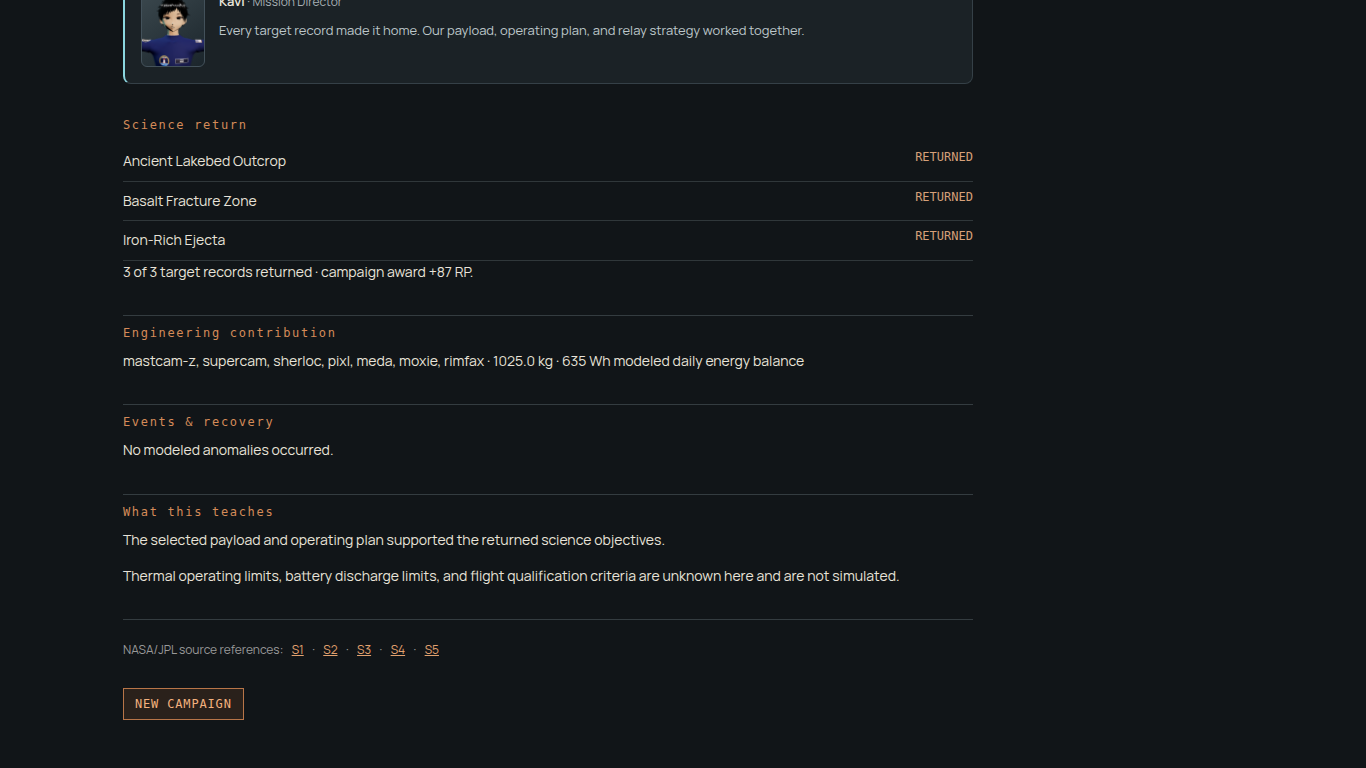 Kavi · Mission Director
Every target record made it home. Our payload, operating plan, and relay strategy worked together.
Science return
Ancient Lakebed Outcrop
RETURNED
Basalt Fracture Zone
RETURNED
Iron-Rich Ejecta
RETURNED
3 of 3 target records returned · campaign award +87 RP.
Engineering contribution
mastcam-z, supercam, sherloc, pixl, meda, moxie, rimfax · 1025.0 kg · 635 Wh modeled daily energy balance
Events & recovery
No modeled anomalies occurred.
What this teaches
The selected payload and operating plan supported the returned science objectives.
Thermal operating limits, battery discharge limits, and flight qualification criteria are unknown here and are not simulated.
NASA/JPL source references: S1 · S2 · S3 · S4 · S5
NEW CAMPAIGN